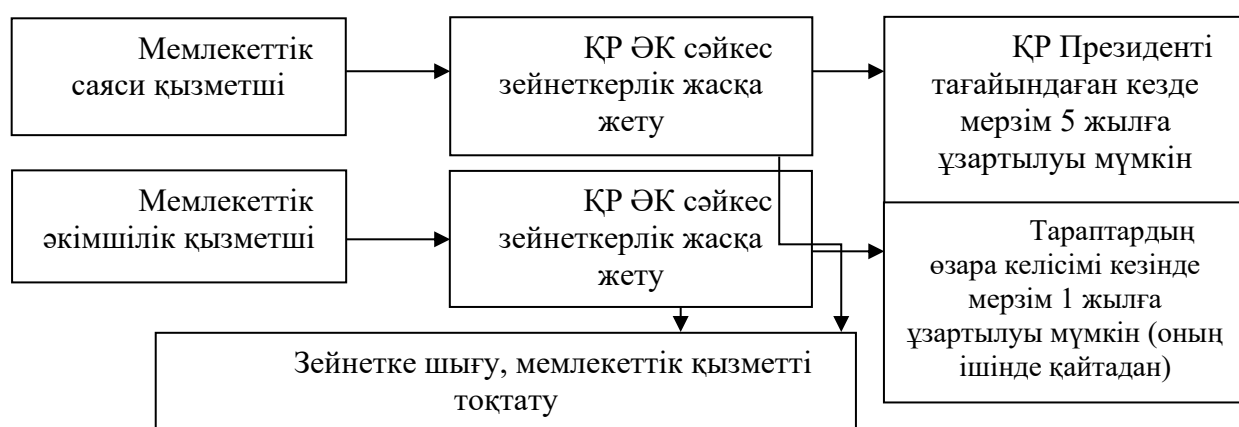 Мемлекеттік
саяси қызметші
ҚР ӘК сәйкес
зейнеткерлік жасқа
жету
ҚР Президенті
тағайындаған кезде
мерзім 5 жылға
ұзартылуы мүмкін
Мемлекеттік
әкімшілік қызметші
ҚР ӘК сәйкес
зейнеткерлік жасқа
жету
Тараптардың
өзара келісімі кезінде
мерзім 1 жылға
ұзартылуы мүмкін (оның
ішінде қайтадан)
Зейнетке шығу, мемлекеттік қызметті
тоқтату